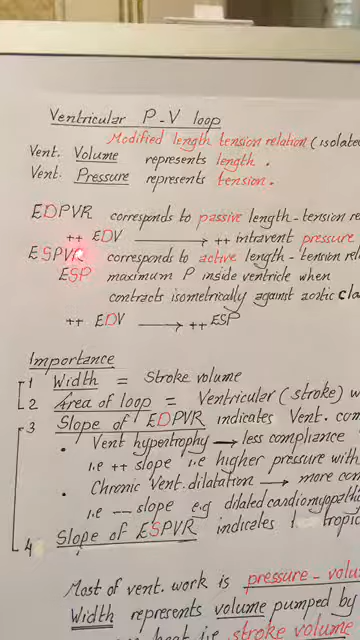 Ventricular P-V loop
Modified length tension relation (isolated
Vent. Volume represents length.
Vent. Pressure represents tension.
EDPVR corresponds to passive length-tension re
++ EDV → ++ intravent pressure
ESPVR corresponds to active length-tension rel
ESP maximum P inside ventricle when
contracts isometrically against aortic cla
++ EDV → ++ ESP
Importance
1 Width = Stroke volume
2 Area of loop = Ventricular (stroke) w
3 Slope of EDPVR indicates Vent. com
• Vent hypertrophy → less compliance
i.e ++ slope i.e higher pressure with
• Chronic Vent. dilatation → more com
i.e -- slope e.g dilated cardiomyopath
4 Slope of ESPVR indicates tropic
Most of vent. work is pressure-volu
Width represents volume pumped by
i.e. stroke volume